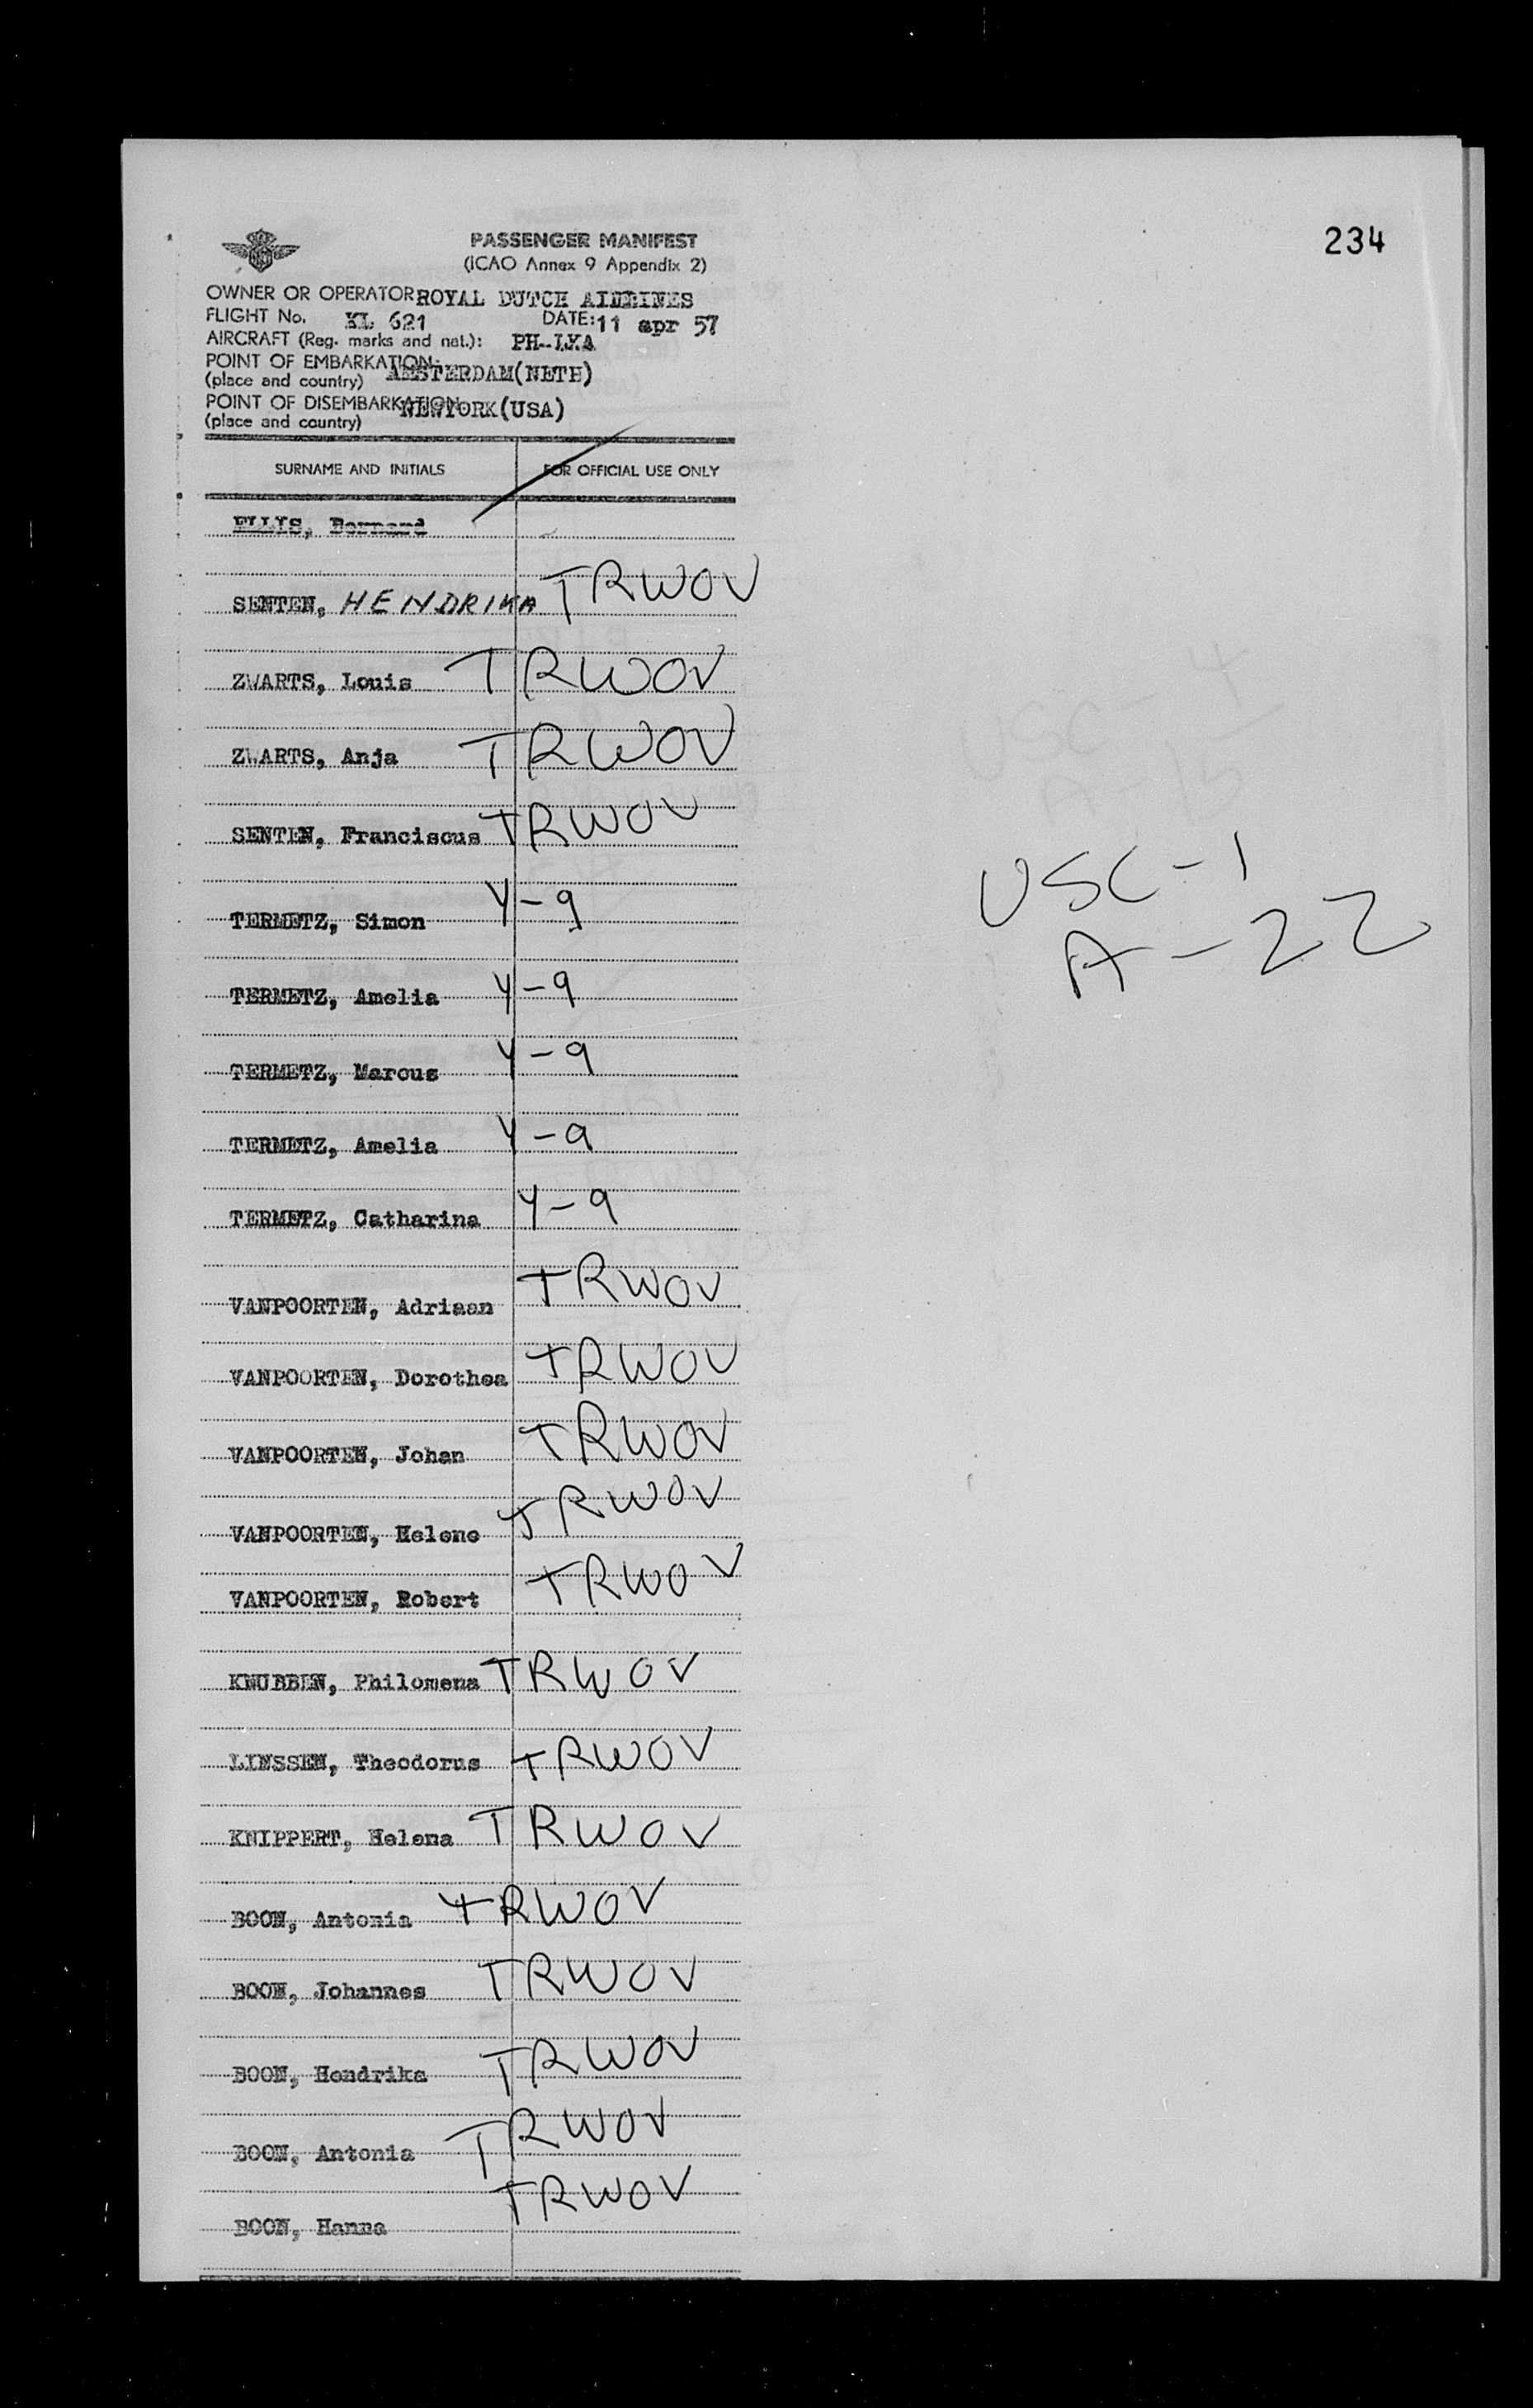 234
PASSENGER MANIFEST
(ICAO Annex 9 Appendix 2)
OWNER OR OPERATOR ROYAL DUTCH AIRLINES
FLIGHT No. KL 621 DATE: 11 apr 57
AIRCRAFT (Reg. marks and nat.): PH-LKA
POINT OF EMBARKATION: AMSTERDAM(NETH)
(place and country)
POINT OF DISEMBARKATION NEWYORK(USA)
(place and country)
SURNAME AND INITIALS FOR OFFICIAL USE ONLY
ELLIS, Bernard
SENTEN, HENDRIKA TRWOV
ZWARTS, Louis TRWOV
ZWARTS, Anja TRWOV
SENTEN, Franciscus TRWOV
TERMETZ, Simon Y-9
TERMETZ, Amelia Y-9
TERMETZ, Marcus Y-9
TERMETZ, Amelia Y-9
TERMETZ, Catharina Y-9
VANPOORTEN, Adriaan TRWOV
VANPOORTEN, Dorothea TRWOV
VANPOORTEN, Johan TRWOV
VANPOORTEN, Helene TRWOV
VANPOORTEN, Robert TRWOV
KNUBBEN, Philomena TRWOV
LINSSEN, Theodorus TRWOV
KNIPPERT, Helena TRWOV
BOON, Antonia TRWOV
BOON, Johannes TRWOV
BOON, Hendrika TRWOV
BOON, Antonia TRWOV
BOON, Hanna TRWOV
USC-1
A-22